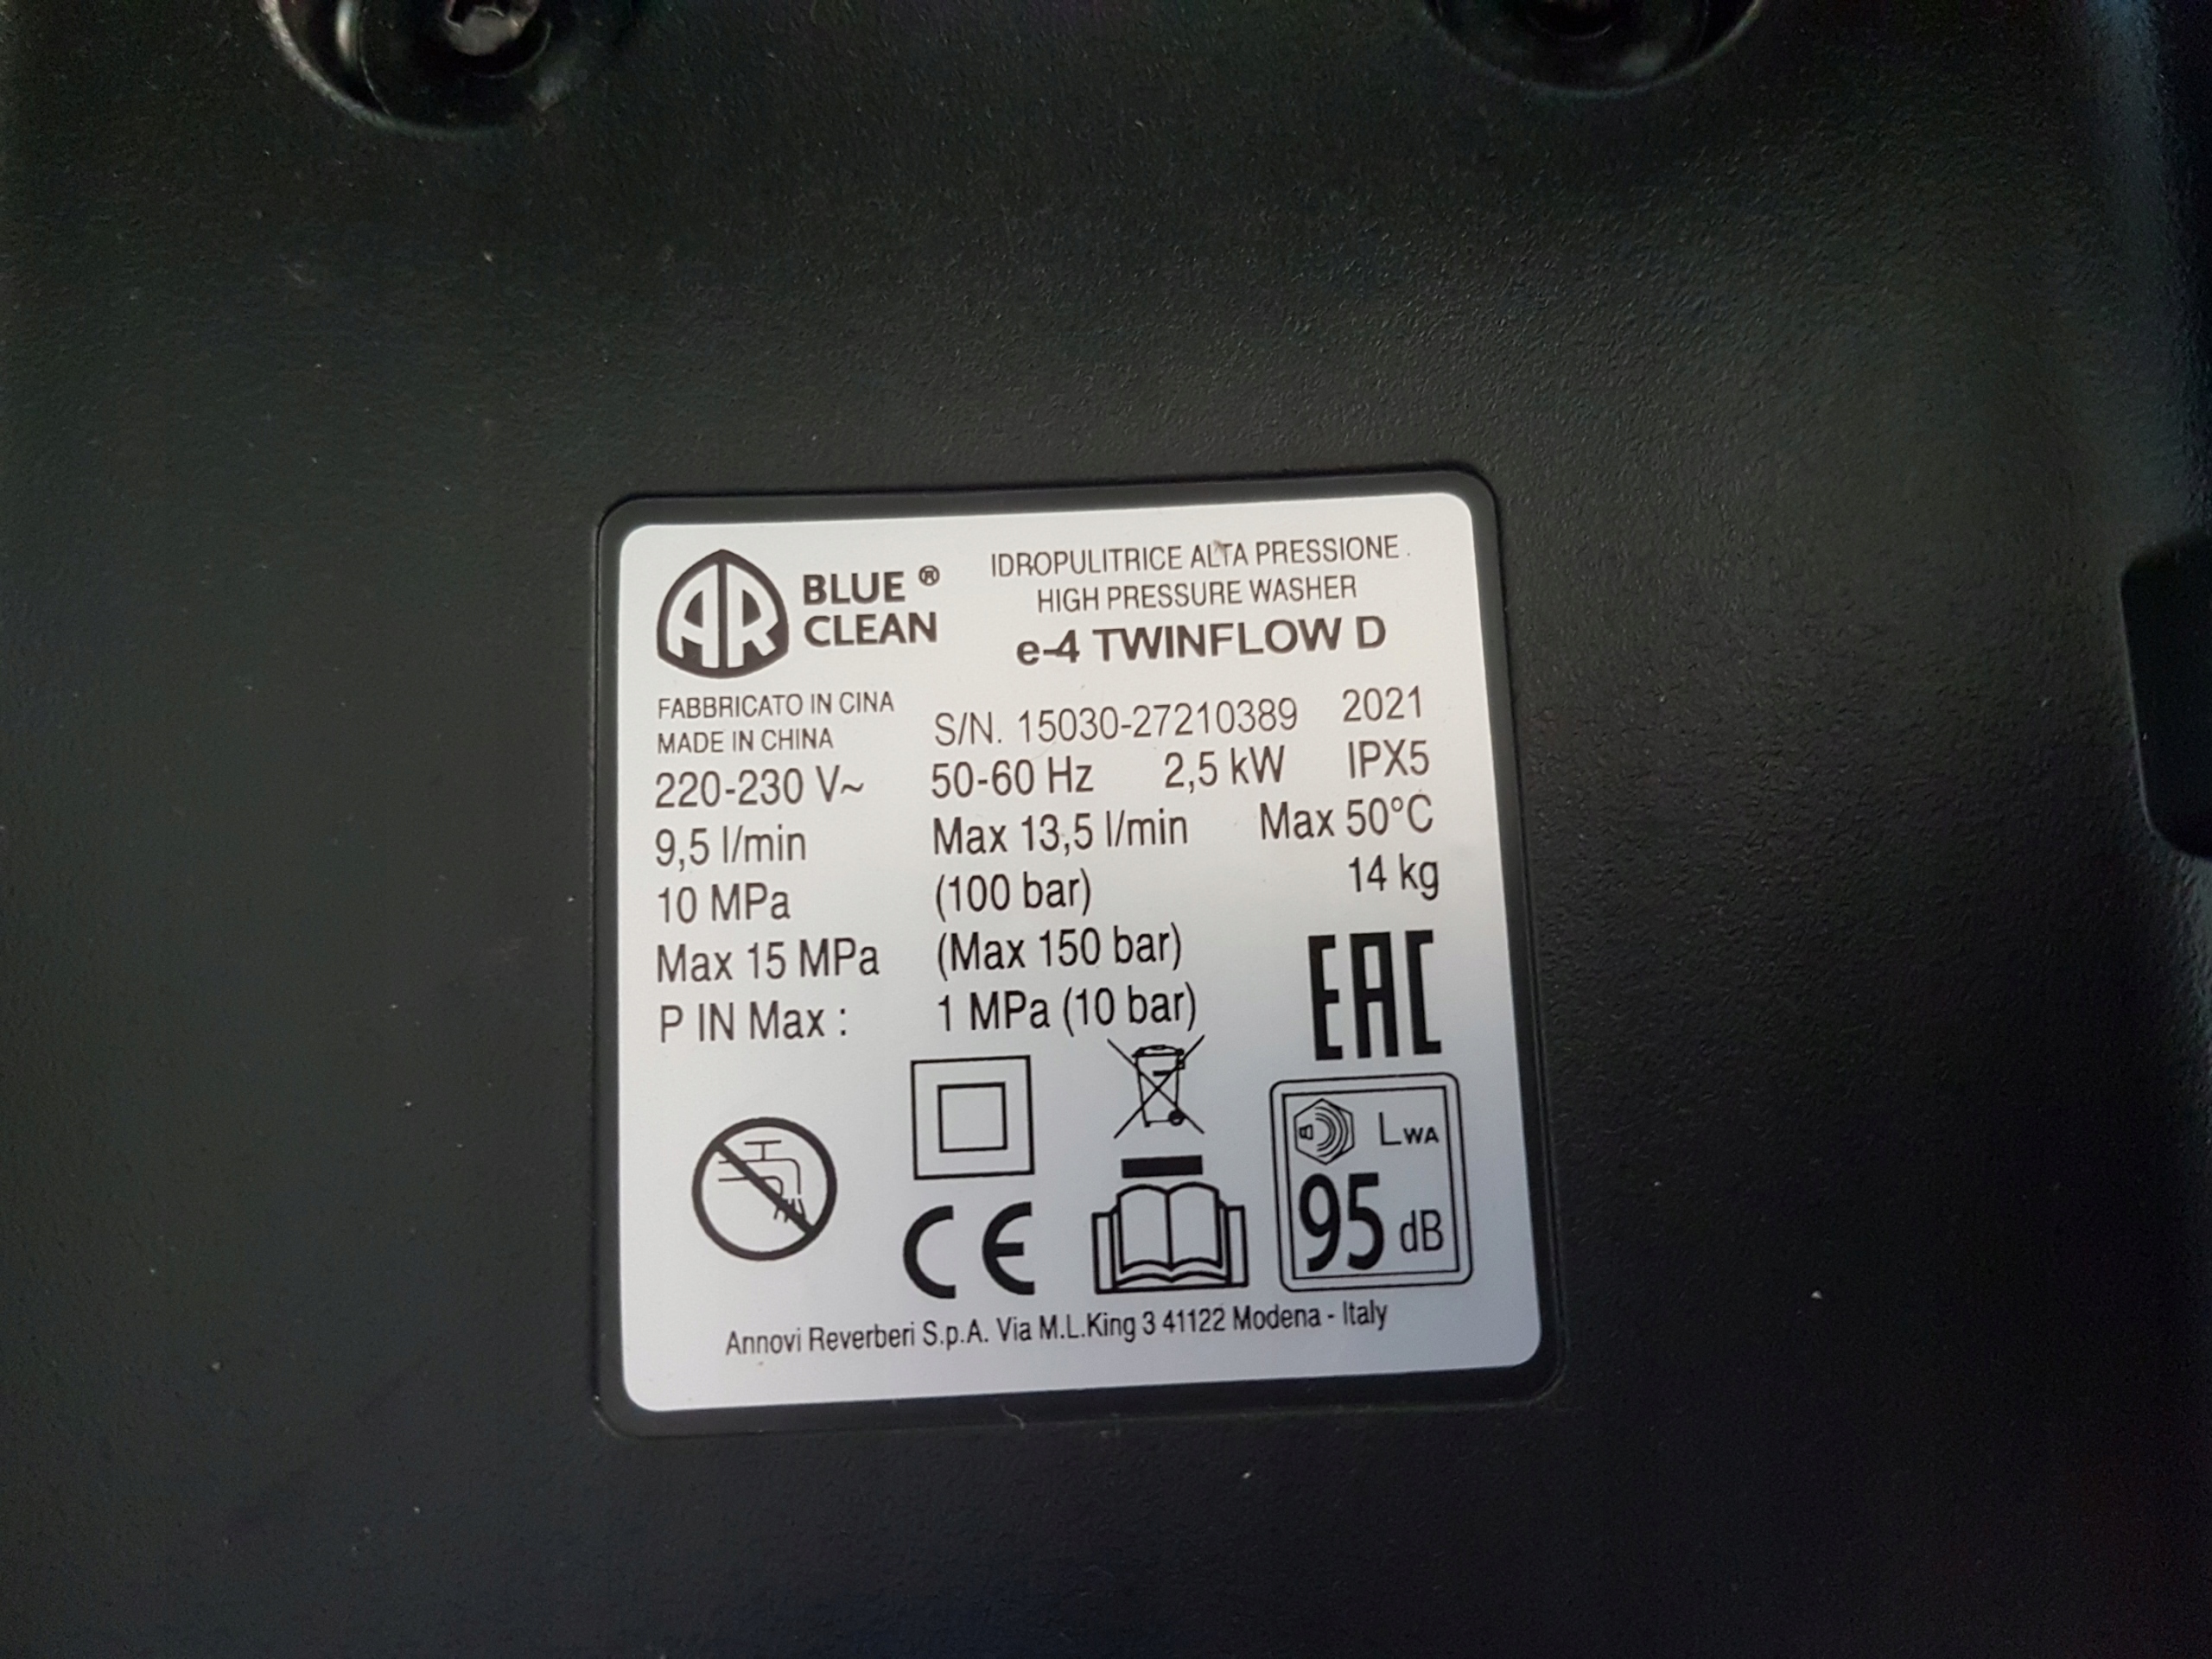 AR BLUE ®
CLEAN
IDROPULITRICE ALTA PRESSIONE
HIGH PRESSURE WASHER
e-4 TWINFLOW D
FABBRICATO IN CINA
MADE IN CHINA
S/N. 15030-27210389 2021
220-230 V~ 50-60 Hz 2,5 kW IPX5
9,5 l/min Max 13,5 l/min Max 50°C
10 MPa (100 bar) 14 kg
Max 15 MPa (Max 150 bar)
P IN Max : 1 MPa (10 bar)
EAC
LWA
95 dB
CE
Annovi Reverberi S.p.A. Via M.L.King 3 41122 Modena - Italy